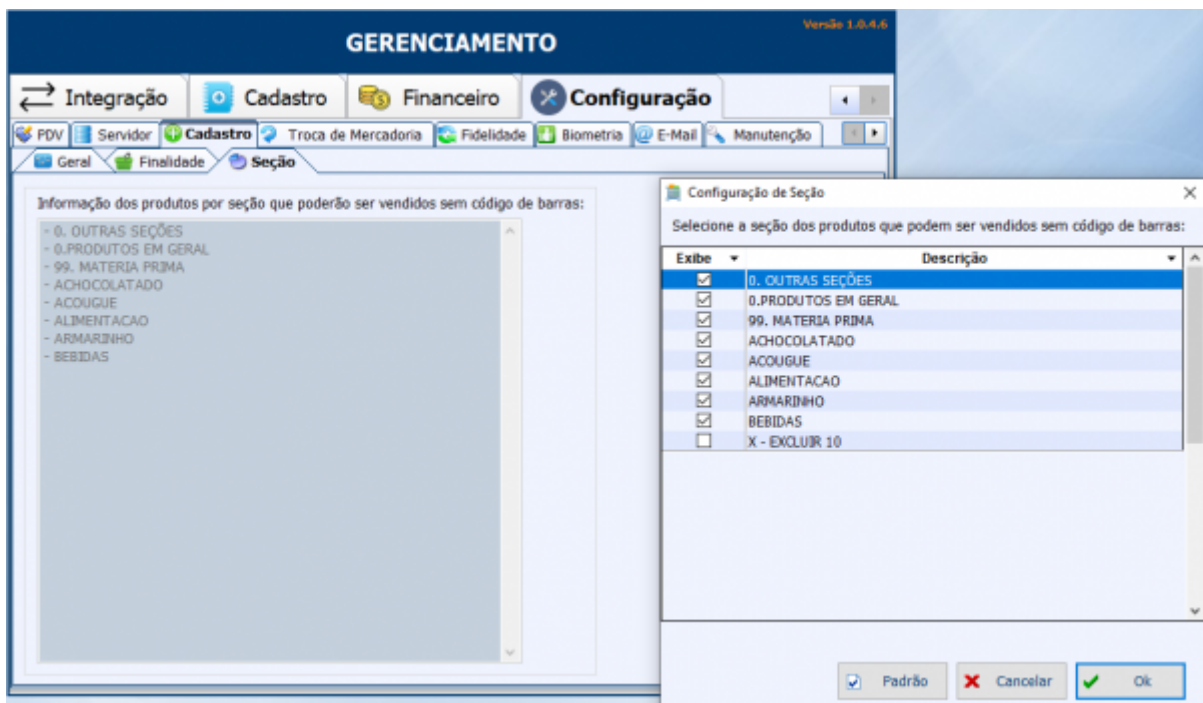 Versão 1.0.4.6
GERENCIAMENTO
Integração Cadastro Financeiro Configuração
PDV Servidor Cadastro Troca de Mercadoria Fidelidade Biometria E-Mail Manutenção
Geral Finalidade Seção
Informação dos produtos por seção que poderão ser vendidos sem código de barras:
- 0. OUTRAS SEÇÕES
- 0.PRODUTOS EM GERAL
- 99. MATERIA PRIMA
- ACHOCOLATADO
- ACOUGUE
- ALIMENTACAO
- ARMARINHO
- BEBIDAS
Configuração de Seção
Selecione a seção dos produtos que podem ser vendidos sem código de barras:
Exibe Descrição
0. OUTRAS SEÇÕES
0.PRODUTOS EM GERAL
99. MATERIA PRIMA
ACHOCOLATADO
ACOUGUE
ALIMENTACAO
ARMARINHO
BEBIDAS
X - EXCLUIR 10
Padrão Cancelar Ok